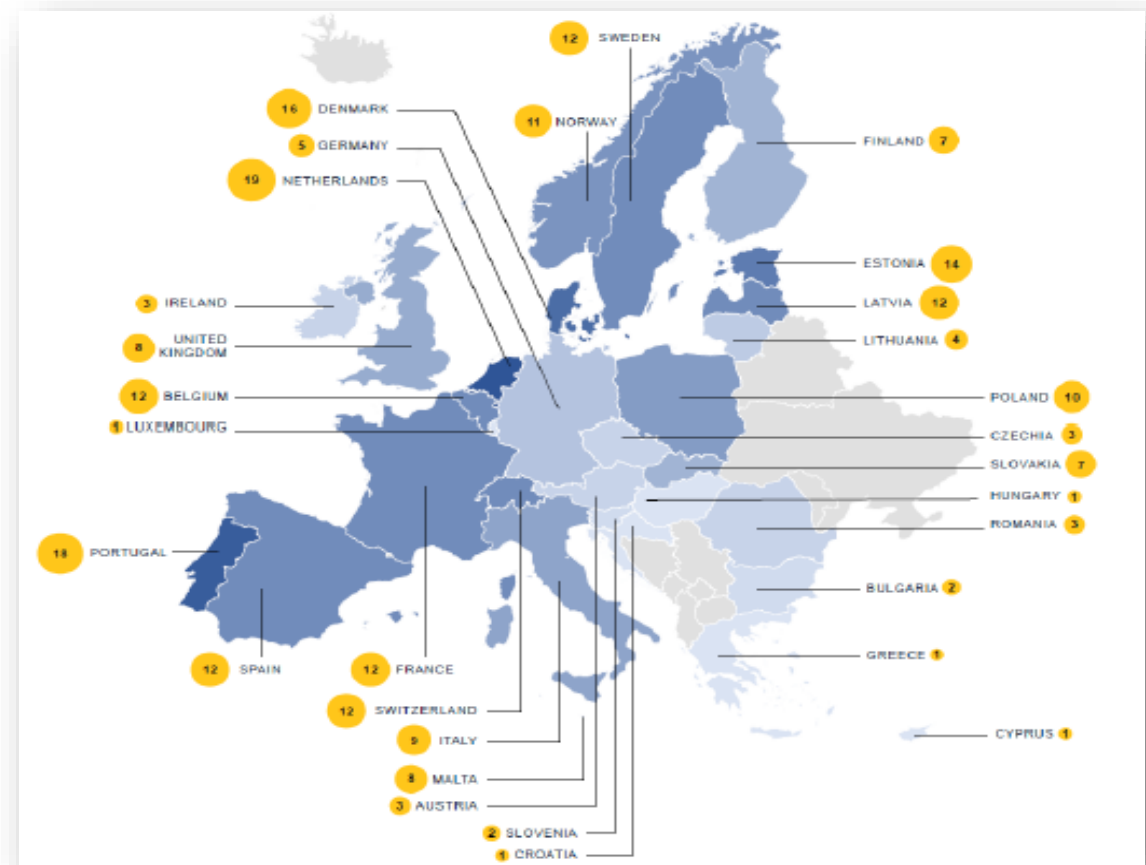 12 SWEDEN
16 DENMARK
11 NORWAY
5 GERMANY
FINLAND 7
19 NETHERLANDS
ESTONIA 14
3 IRELAND
LATVIA 12
8 UNITED
KINGDOM
LITHUANIA 4
12 BELGIUM
POLAND 10
1 LUXEMBOURG
CZECHIA 3
SLOVAKIA 7
HUNGARY 1
ROMANIA 3
18 PORTUGAL
BULGARIA 2
GREECE 1
12 SPAIN
12 FRANCE
12 SWITZERLAND
CYPRUS 1
9 ITALY
8 MALTA
3 AUSTRIA
2 SLOVENIA
1 CROATIA